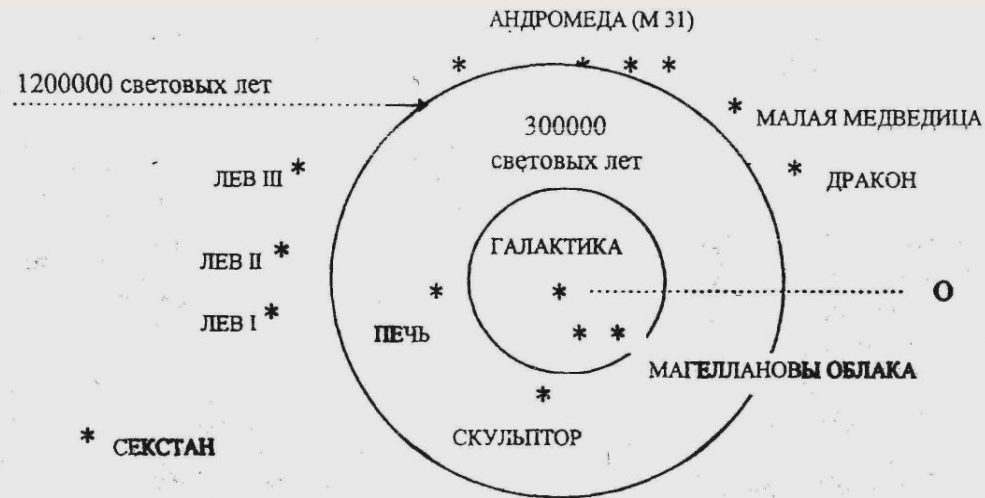 АНДРОМЕДА (М 31)
1200000 световых лет
МАЛАЯ МЕДВЕДИЦА
300000
световых лет
ЛЕВ III
ДРАКОН
ГАЛАКТИКА
ЛЕВ II
О
ЛЕВ I
ПЕЧЬ
МАГЕЛЛАНОВЫ ОБЛАКА
СКУЛЬПТОР
СЕКСТАН